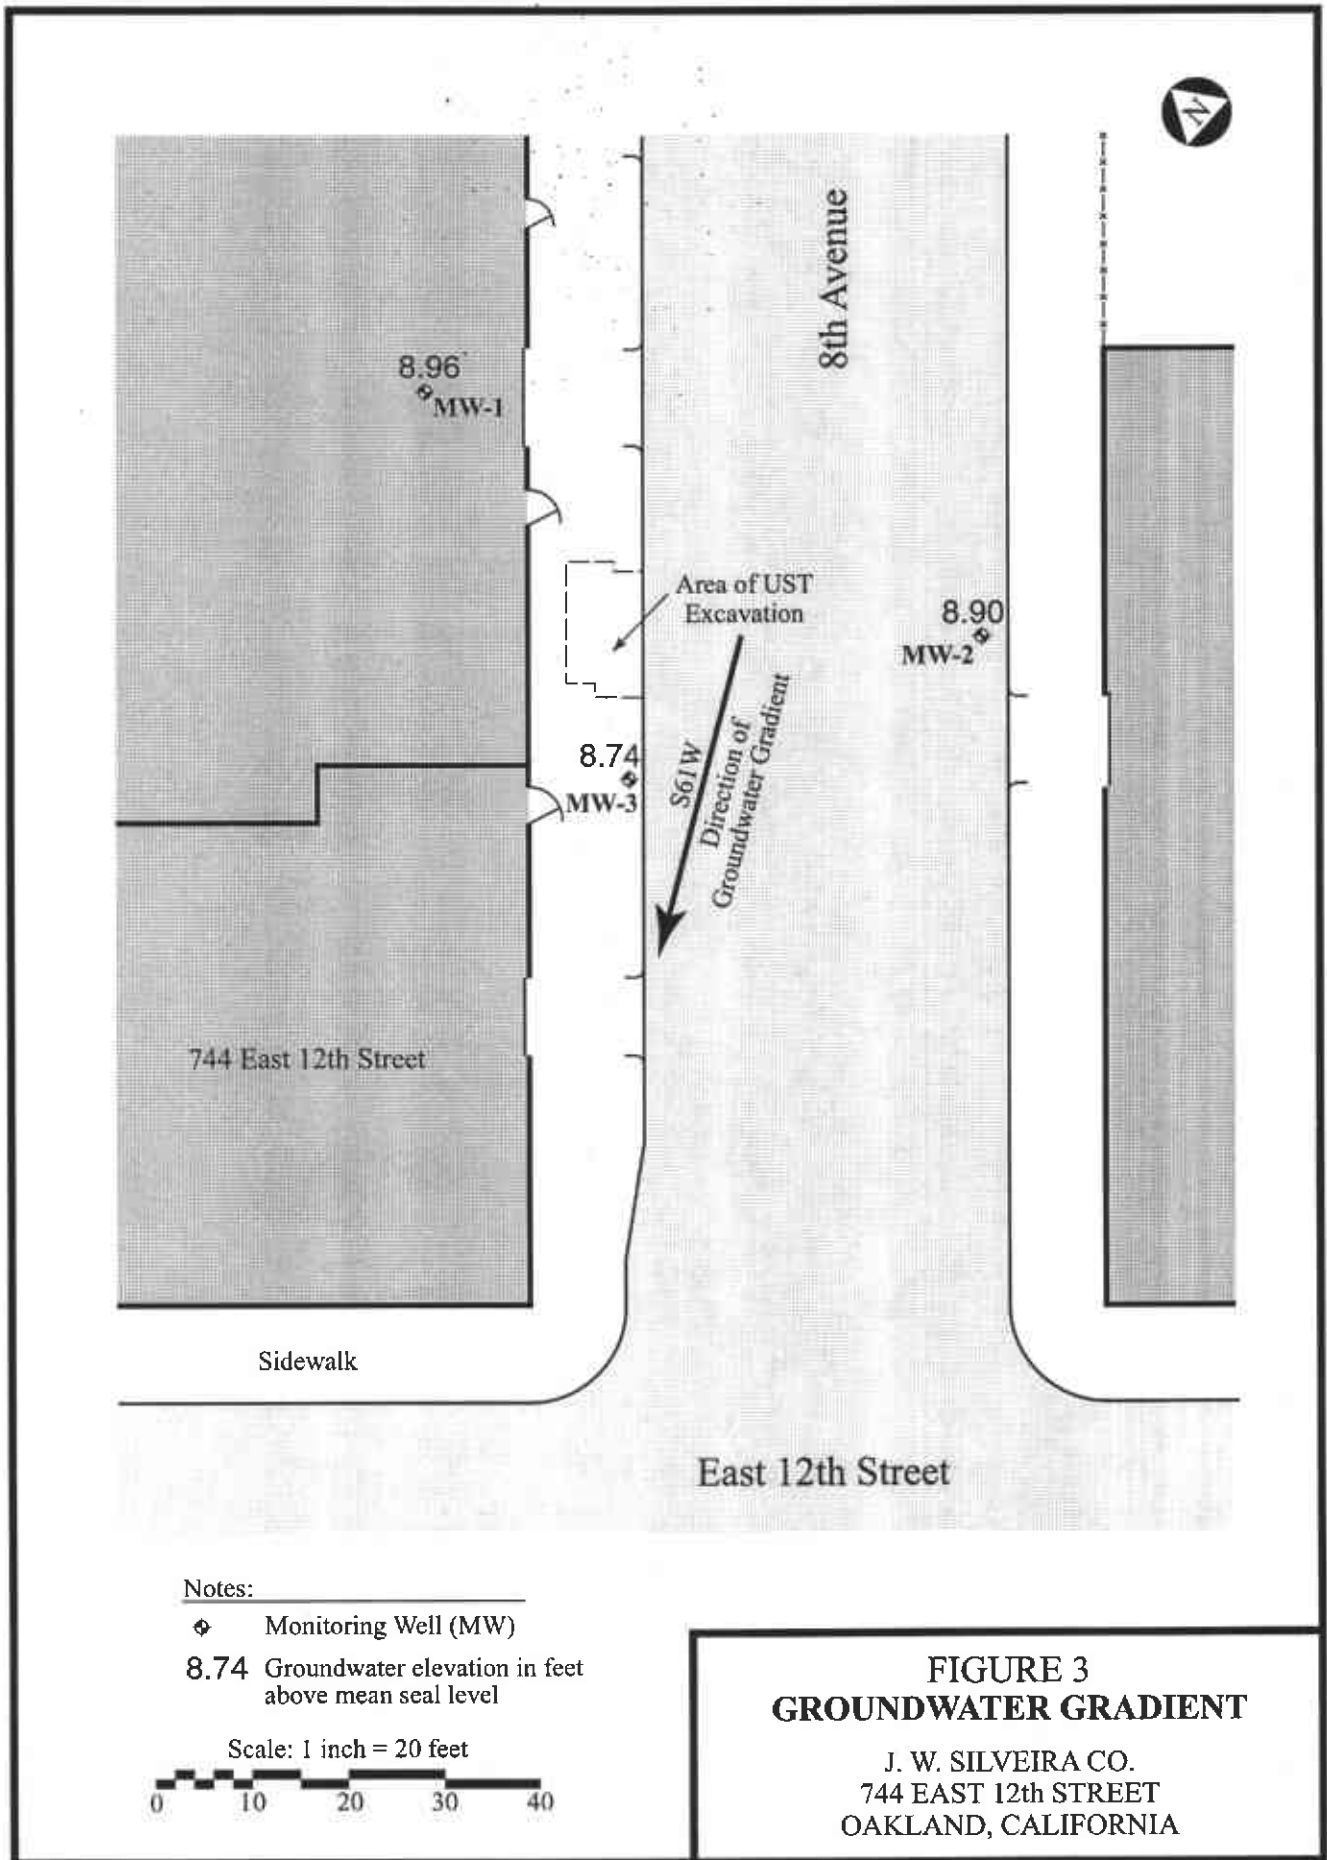 N
8th Avenue
8.96
MW-1
Area of UST
Excavation
8.90
MW-2
8.74
MW-3
S61W
Direction of
Groundwater Gradient
744 East 12th Street
Sidewalk
East 12th Street
Notes:
Monitoring Well (MW)
8.74 Groundwater elevation in feet
above mean seal level
Scale: 1 inch = 20 feet
0 10 20 30 40
FIGURE 3
GROUNDWATER GRADIENT
J. W. SILVEIRA CO.
744 EAST 12th STREET
OAKLAND, CALIFORNIA